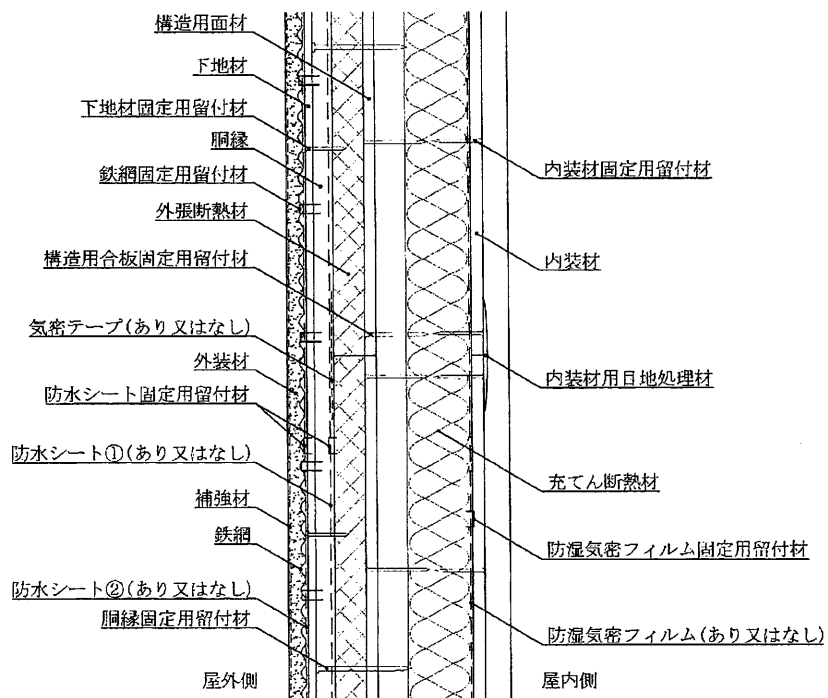 構造用面材
下地材
下地材固定用留付材
胴縁
鉄網固定用留付材
外張断熱材
構造用合板固定用留付材
気密テープ(あり又はなし)
外装材
防水シート固定用留付材
防水シート①(あり又はなし)
補強材
鉄網
防水シート②(あり又はなし)
胴縁固定用留付材
屋外側
内装材固定用留付材
内装材
内装材用目地処理材
充てん断熱材
防湿気密フィルム固定用留付材
防湿気密フィルム(あり又はなし)
屋内側